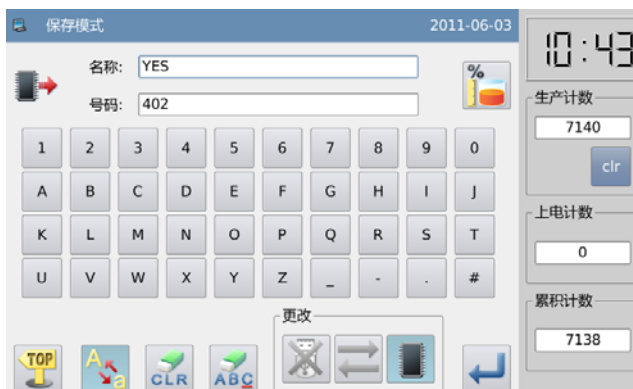 保存模式 2011-06-03
名称: YES
号码: 402
%
1 2 3 4 5 6 7 8 9 0
A B C D E F G H I J
K L M N O P Q R S T
U V W X Y Z _ - . #
更改
TOP
A a
CLR
ABC
10:43
生产计数
7140
clr
上电计数
0
累积计数
7138